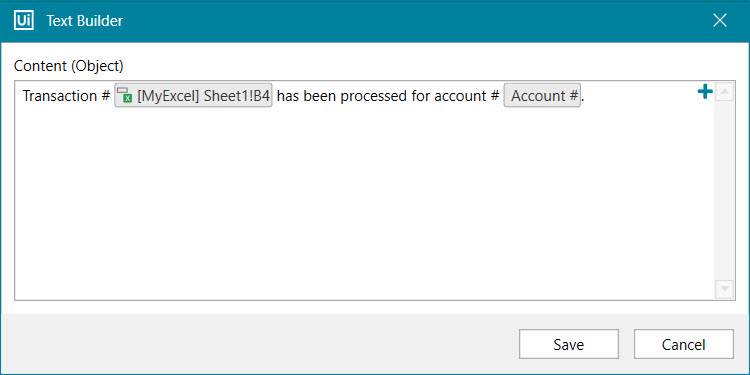 Ui Text Builder
Content (Object)
Transaction # [MyExcel] Sheet1!B4 has been processed for account # Account #.
Save Cancel